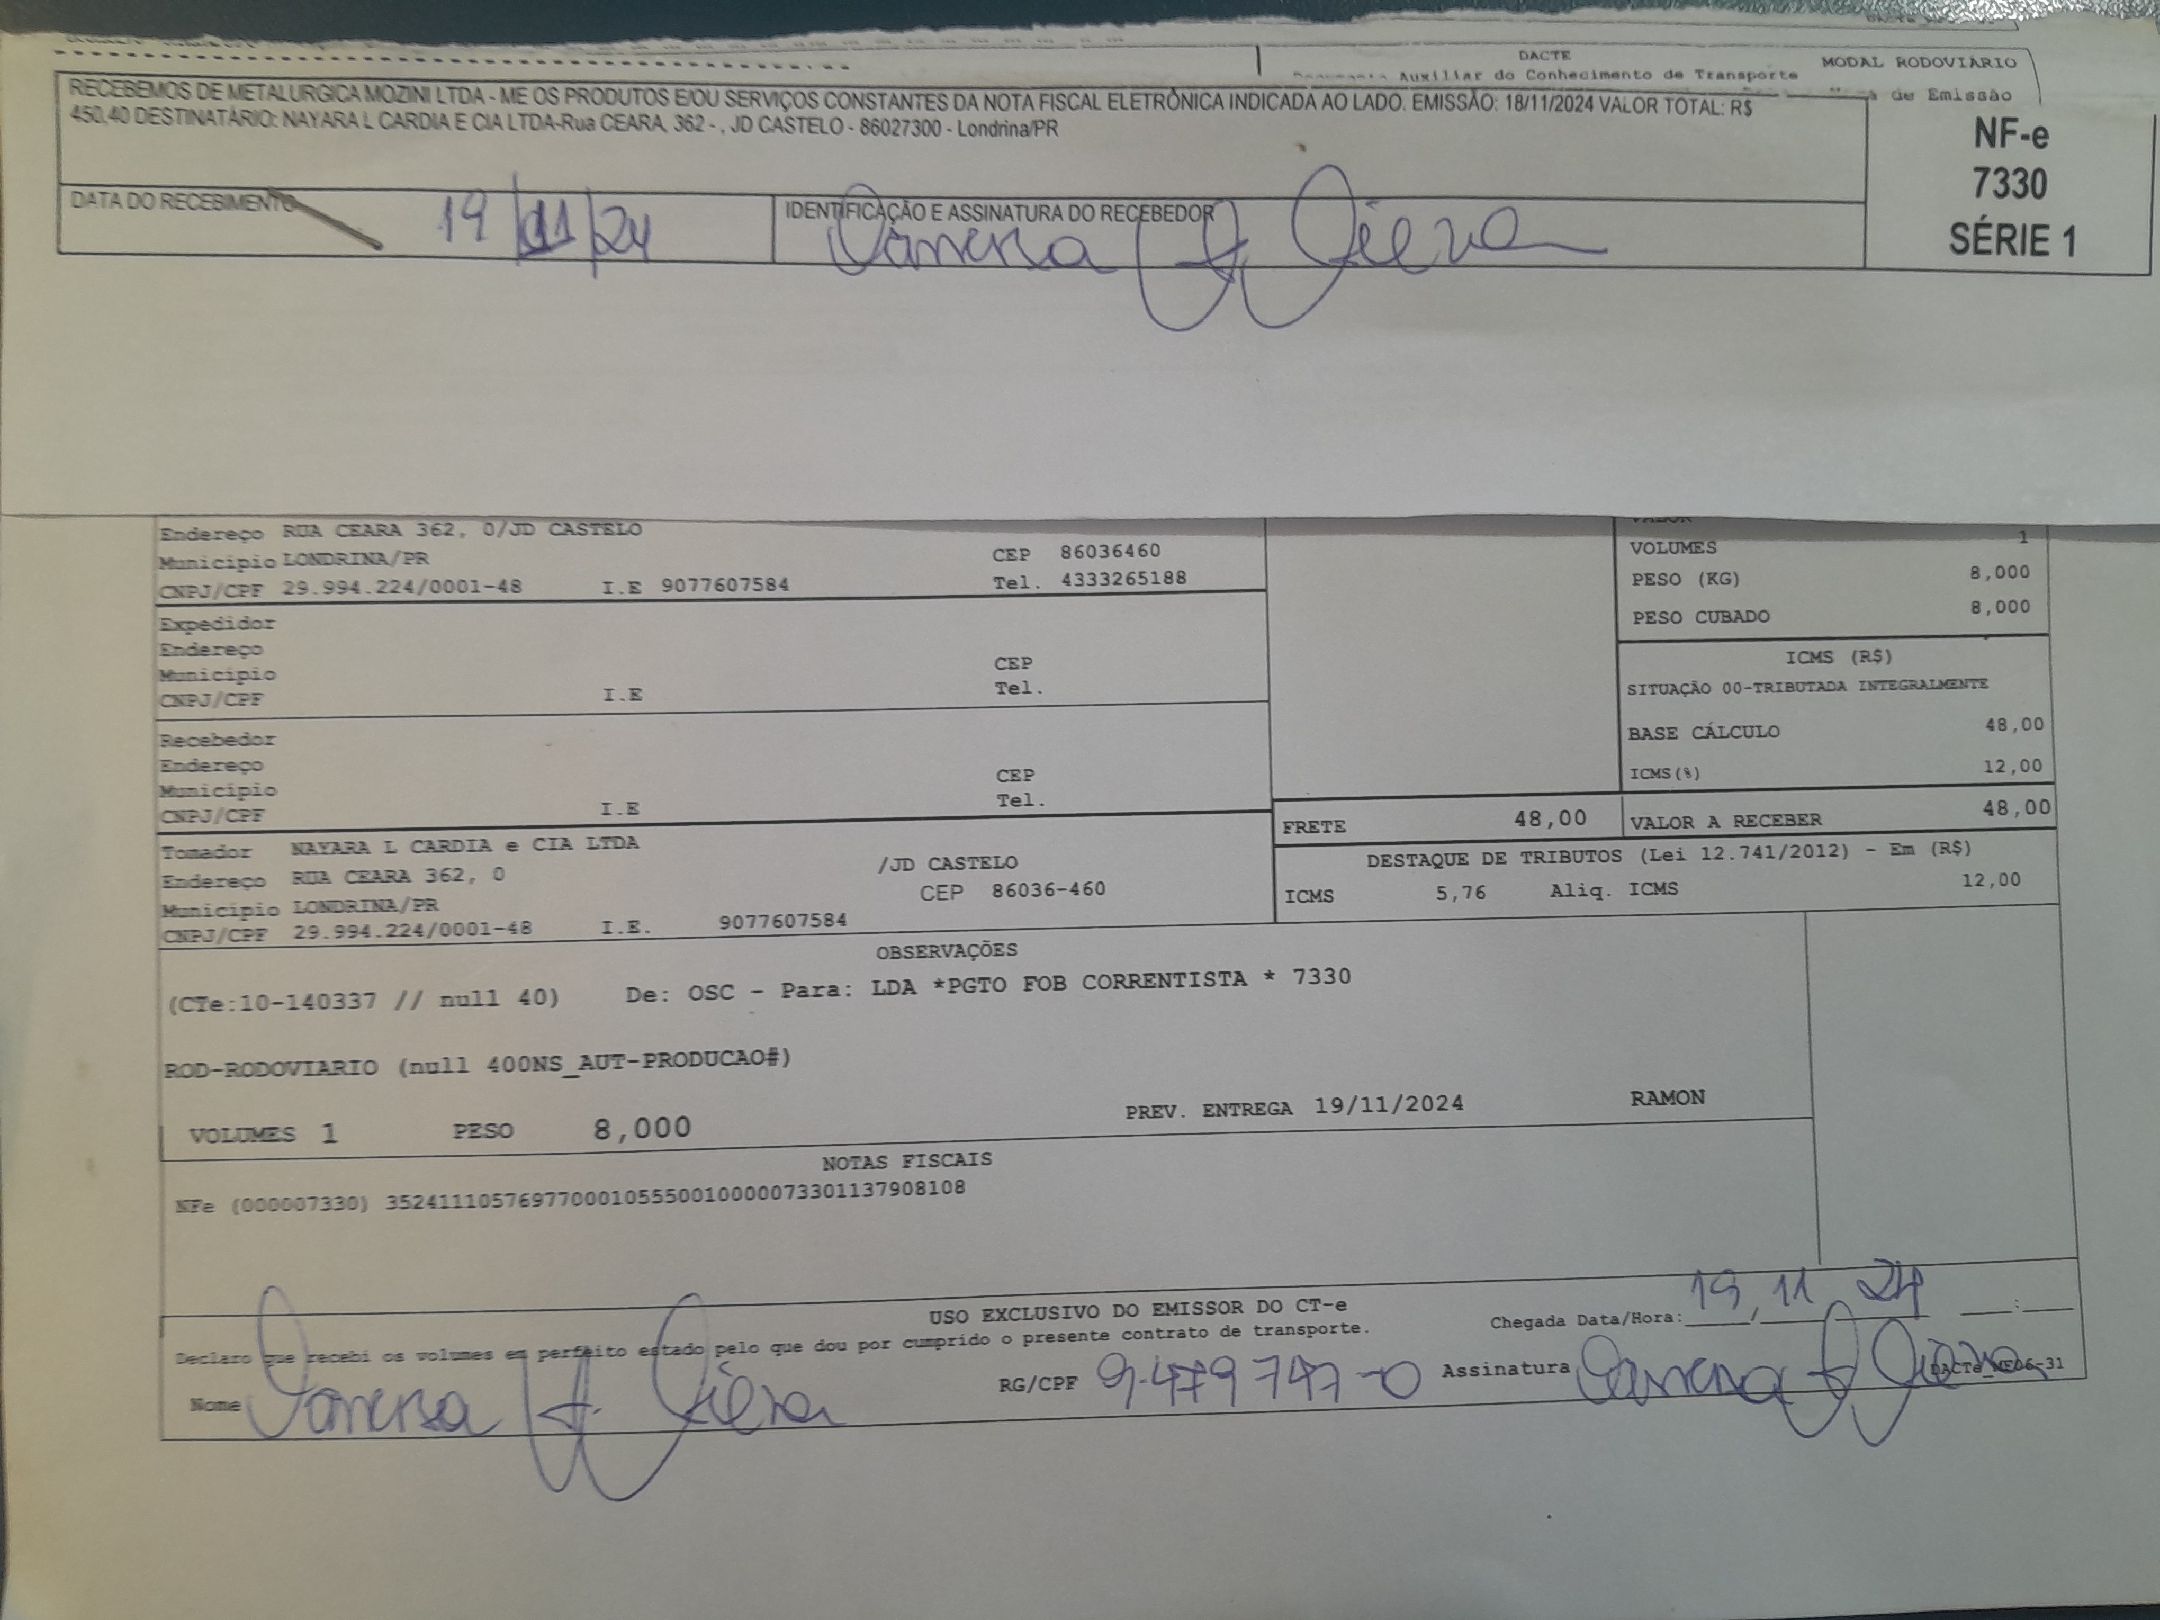 DACTE
Auxiliar do Conhecimento de Transporte
MODAL RODOVIÁRIO
de Emissão
RECEBEMOS DE METALURGICA MOZINI LTDA - ME OS PRODUTOS E/OU SERVIÇOS CONSTANTES DA NOTA FISCAL ELETRÔNICA INDICADA AO LADO. EMISSÃO: 18/11/2024 VALOR TOTAL: R$
450,40 DESTINATÁRIO: NAYARA L CARDIA E CIA LTDA-Rua CEARA, 362 - , JD CASTELO - 86027300 - Londrina/PR
NF-e
7330
SÉRIE 1
DATA DO RECEBIMENTO 19/11/24
IDENTIFICAÇÃO E ASSINATURA DO RECEBEDOR
Endereço RUA CEARA 362, 0/JD CASTELO
Município LONDRINA/PR CEP 86036460
CNPJ/CPF 29.994.224/0001-48 I.E 9077607584 Tel. 4333265188
Expedidor
Endereço
Município CEP
CNPJ/CPF I.E Tel.
Recebedor
Endereço
Município CEP
CNPJ/CPF I.E Tel.
Tomador NAYARA L CARDIA e CIA LTDA
Endereço RUA CEARA 362, 0 /JD CASTELO
Município LONDRINA/PR CEP 86036-460
CNPJ/CPF 29.994.224/0001-48 I.E. 9077607584
VALOR
VOLUMES 1
PESO (KG) 8,000
PESO CUBADO 8,000
ICMS (R$)
SITUAÇÃO 00-TRIBUTADA INTEGRALMENTE
BASE CÁLCULO 48,00
ICMS(%) 12,00
FRETE 48,00 VALOR A RECEBER 48,00
DESTAQUE DE TRIBUTOS (Lei 12.741/2012) - Em (R$)
ICMS 5,76 Aliq. ICMS 12,00
OBSERVAÇÕES
(CTe:10-140337 // null 40) De: OSC - Para: LDA *PGTO FOB CORRENTISTA * 7330
ROD-RODOVIARIO (null 400NS_AUT-PRODUCAO#)
VOLUMES 1 PESO 8,000 PREV. ENTREGA 19/11/2024 RAMON
NOTAS FISCAIS
NFe (000007330) 35241110576977000105550010000073301137908108
USO EXCLUSIVO DO EMISSOR DO CT-e
Declaro que recebi os volumes em perfeito estado pelo que dou por cumprido o presente contrato de transporte.
Chegada Data/Hora: 19/11/24 __:__
Nome Vanessa
RG/CPF 9.479747-0 Assinatura Vanessa
DACTe_ME06-31